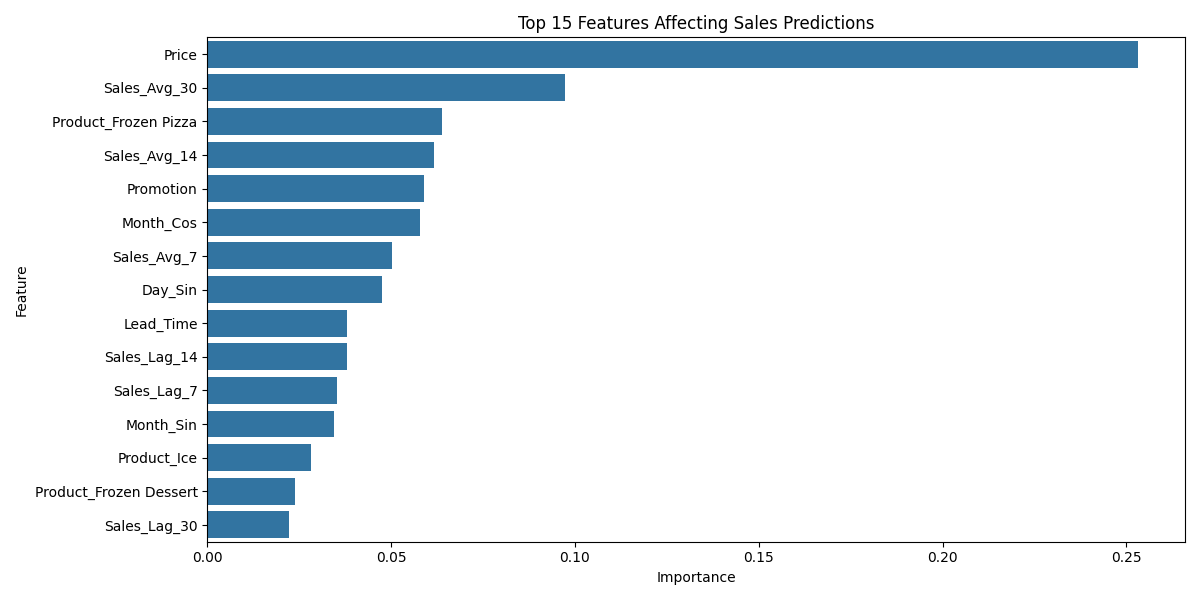 Top 15 Features Affecting Sales Predictions
Feature
Price
Sales_Avg_30
Product_Frozen Pizza
Sales_Avg_14
Promotion
Month_Cos
Sales_Avg_7
Day_Sin
Lead_Time
Sales_Lag_14
Sales_Lag_7
Month_Sin
Product_Ice
Product_Frozen Dessert
Sales_Lag_30
0.00 0.05 0.10 0.15 0.20 0.25
Importance